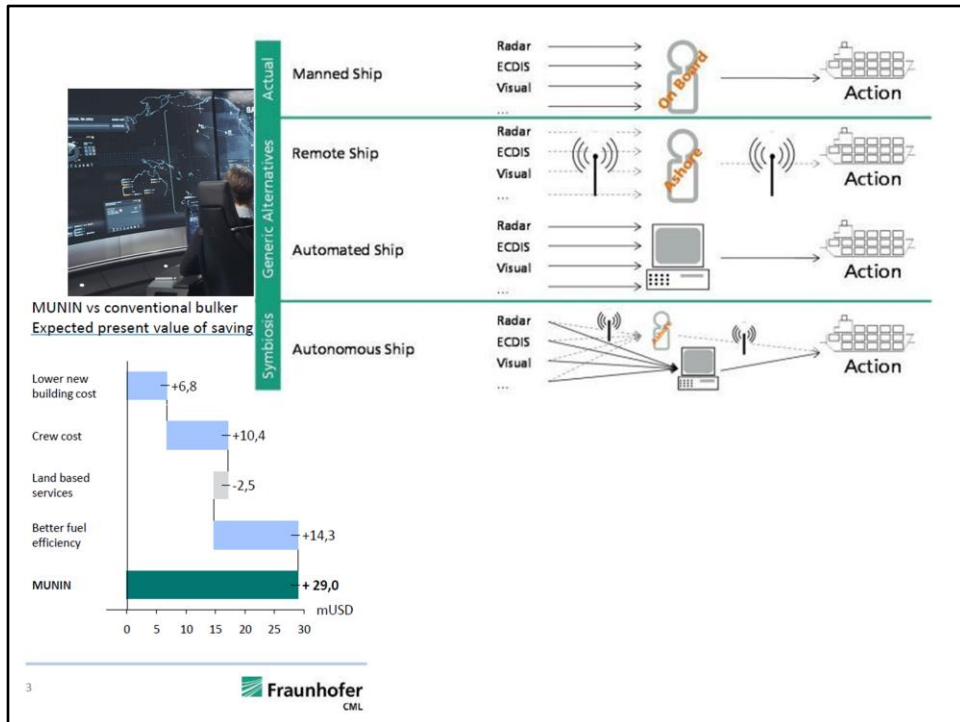 Actual
Manned Ship
Radar
ECDIS
Visual
...
On Board
Action
Generic Alternatives
Remote Ship
Radar
ECDIS
Visual
...
Ashore
Action
Automated Ship
Radar
ECDIS
Visual
...
Action
Symbiosis
Autonomous Ship
Radar
ECDIS
Visual
...
Action
MUNIN vs conventional bulker
Expected present value of saving
Lower new
building cost
+6,8
Crew cost
+10,4
Land based
services
-2,5
Better fuel
efficiency
+14,3
MUNIN
+ 29,0
mUSD
0 5 10 15 20 25 30
3
Fraunhofer
CML